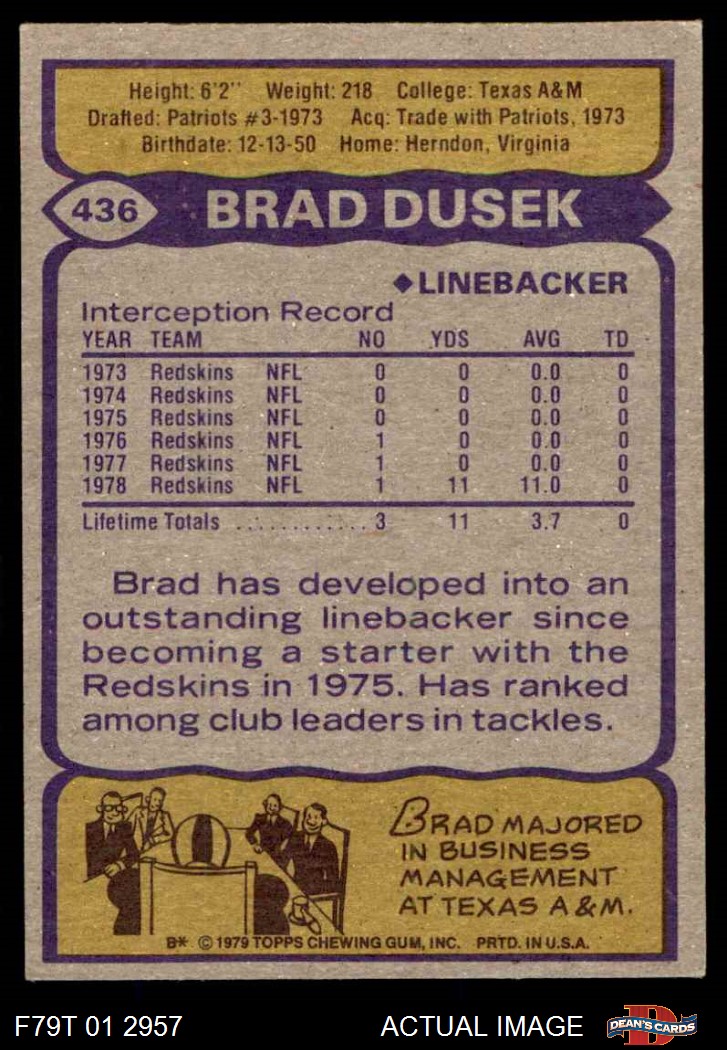 Height: 6'2" Weight: 218 College: Texas A&M
Drafted: Patriots #3-1973 Acq: Trade with Patriots, 1973
Birthdate: 12-13-50 Home: Herndon, Virginia
436 BRAD DUSEK
◆LINEBACKER
Interception Record
YEAR TEAM NO YDS AVG TD
1973 Redskins NFL 0 0 0.0 0
1974 Redskins NFL 0 0 0.0 0
1975 Redskins NFL 0 0 0.0 0
1976 Redskins NFL 1 0 0.0 0
1977 Redskins NFL 1 0 0.0 0
1978 Redskins NFL 1 11 11.0 0
Lifetime Totals ............. 3 11 3.7 0
Brad has developed into an
outstanding linebacker since
becoming a starter with the
Redskins in 1975. Has ranked
among club leaders in tackles.
BRAD MAJORED
IN BUSINESS
MANAGEMENT
AT TEXAS A&M.
B* © 1979 TOPPS CHEWING GUM, INC. PRTD. IN U.S.A.
F79T 01 2957 ACTUAL IMAGE D DEAN'S CARDS